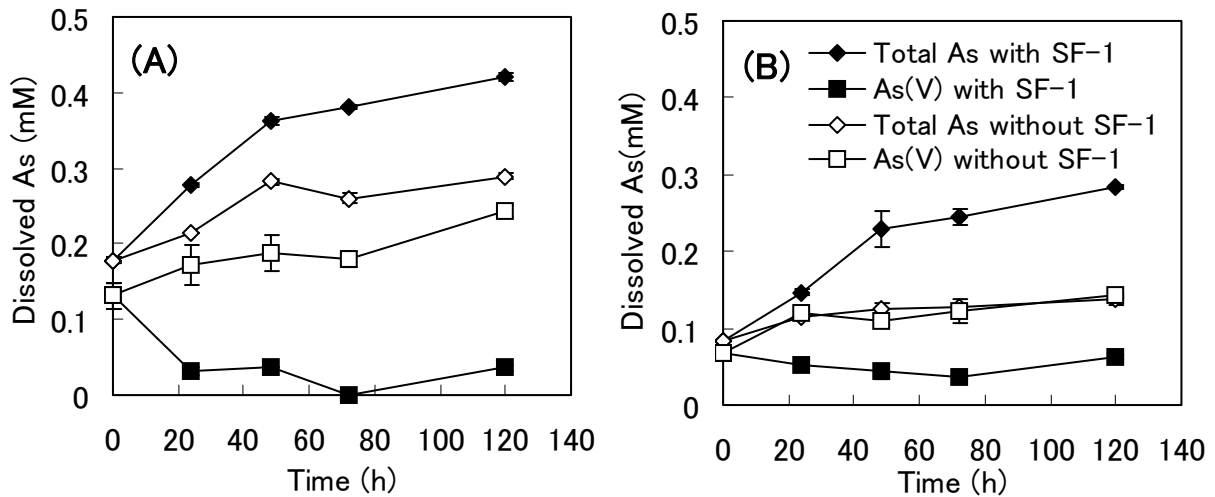 (A)
Dissolved As (mM)
0.5
0.4
0.3
0.2
0.1
0
0 20 40 60 80 100 120 140
Time (h)
(B)
Total As with SF-1
As(V) with SF-1
Total As without SF-1
As(V) without SF-1
Dissolved As(mM)
0.5
0.4
0.3
0.2
0.1
0
0 20 40 60 80 100 120 140
Time (h)